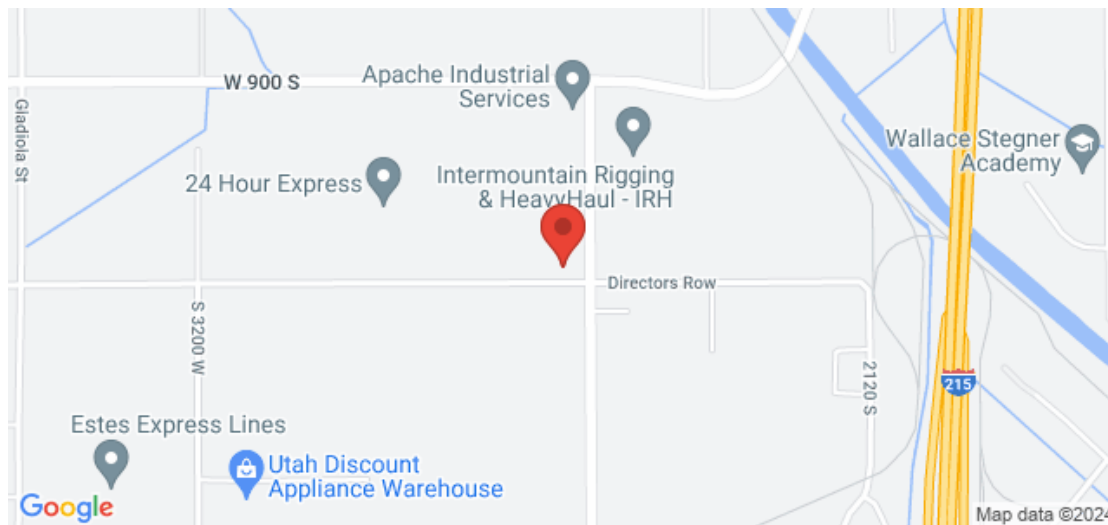 W 900 S
Apache Industrial
Services
Gladiola St
Wallace Stegner
Academy
24 Hour Express
Intermountain Rigging
& HeavyHaul - IRH
Directors Row
S 3200 W
2120 S
215
Estes Express Lines
Utah Discount
Appliance Warehouse
Google
Map data ©2024